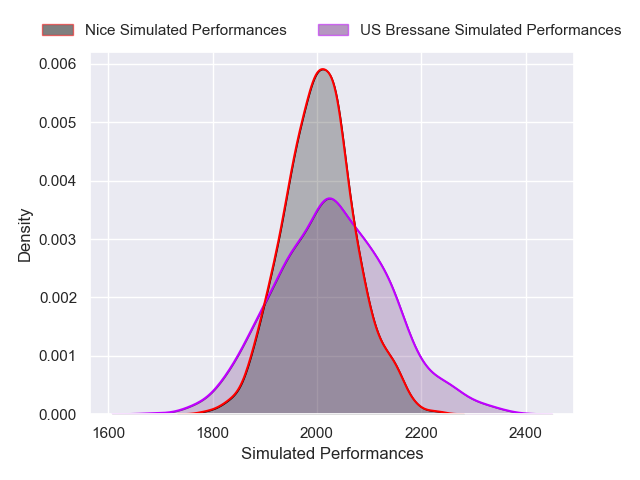 Nice Simulated Performances US Bressane Simulated Performances
0.006
0.005
0.004
0.003
0.002
0.001
0.000
Density
1600 1800 2000 2200 2400
Simulated Performances